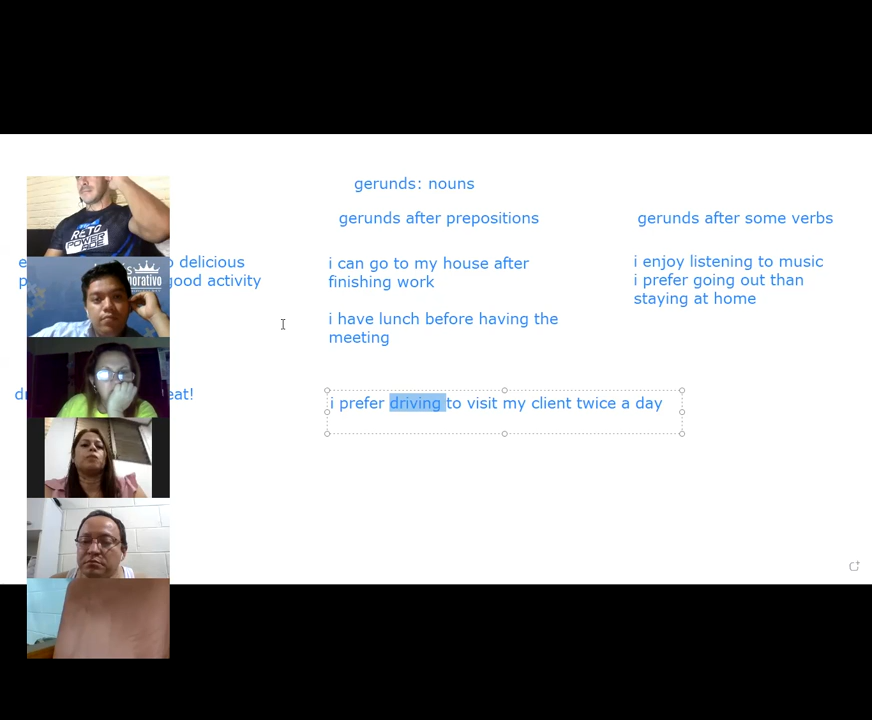 gerunds: nouns
gerunds after prepositions
gerunds after some verbs
delicious
good activity
i can go to my house after
finishing work
i enjoy listening to music
i prefer going out than
staying at home
i have lunch before having the
meeting
eat!
i prefer driving to visit my client twice a day
RETO
POWER
ADE